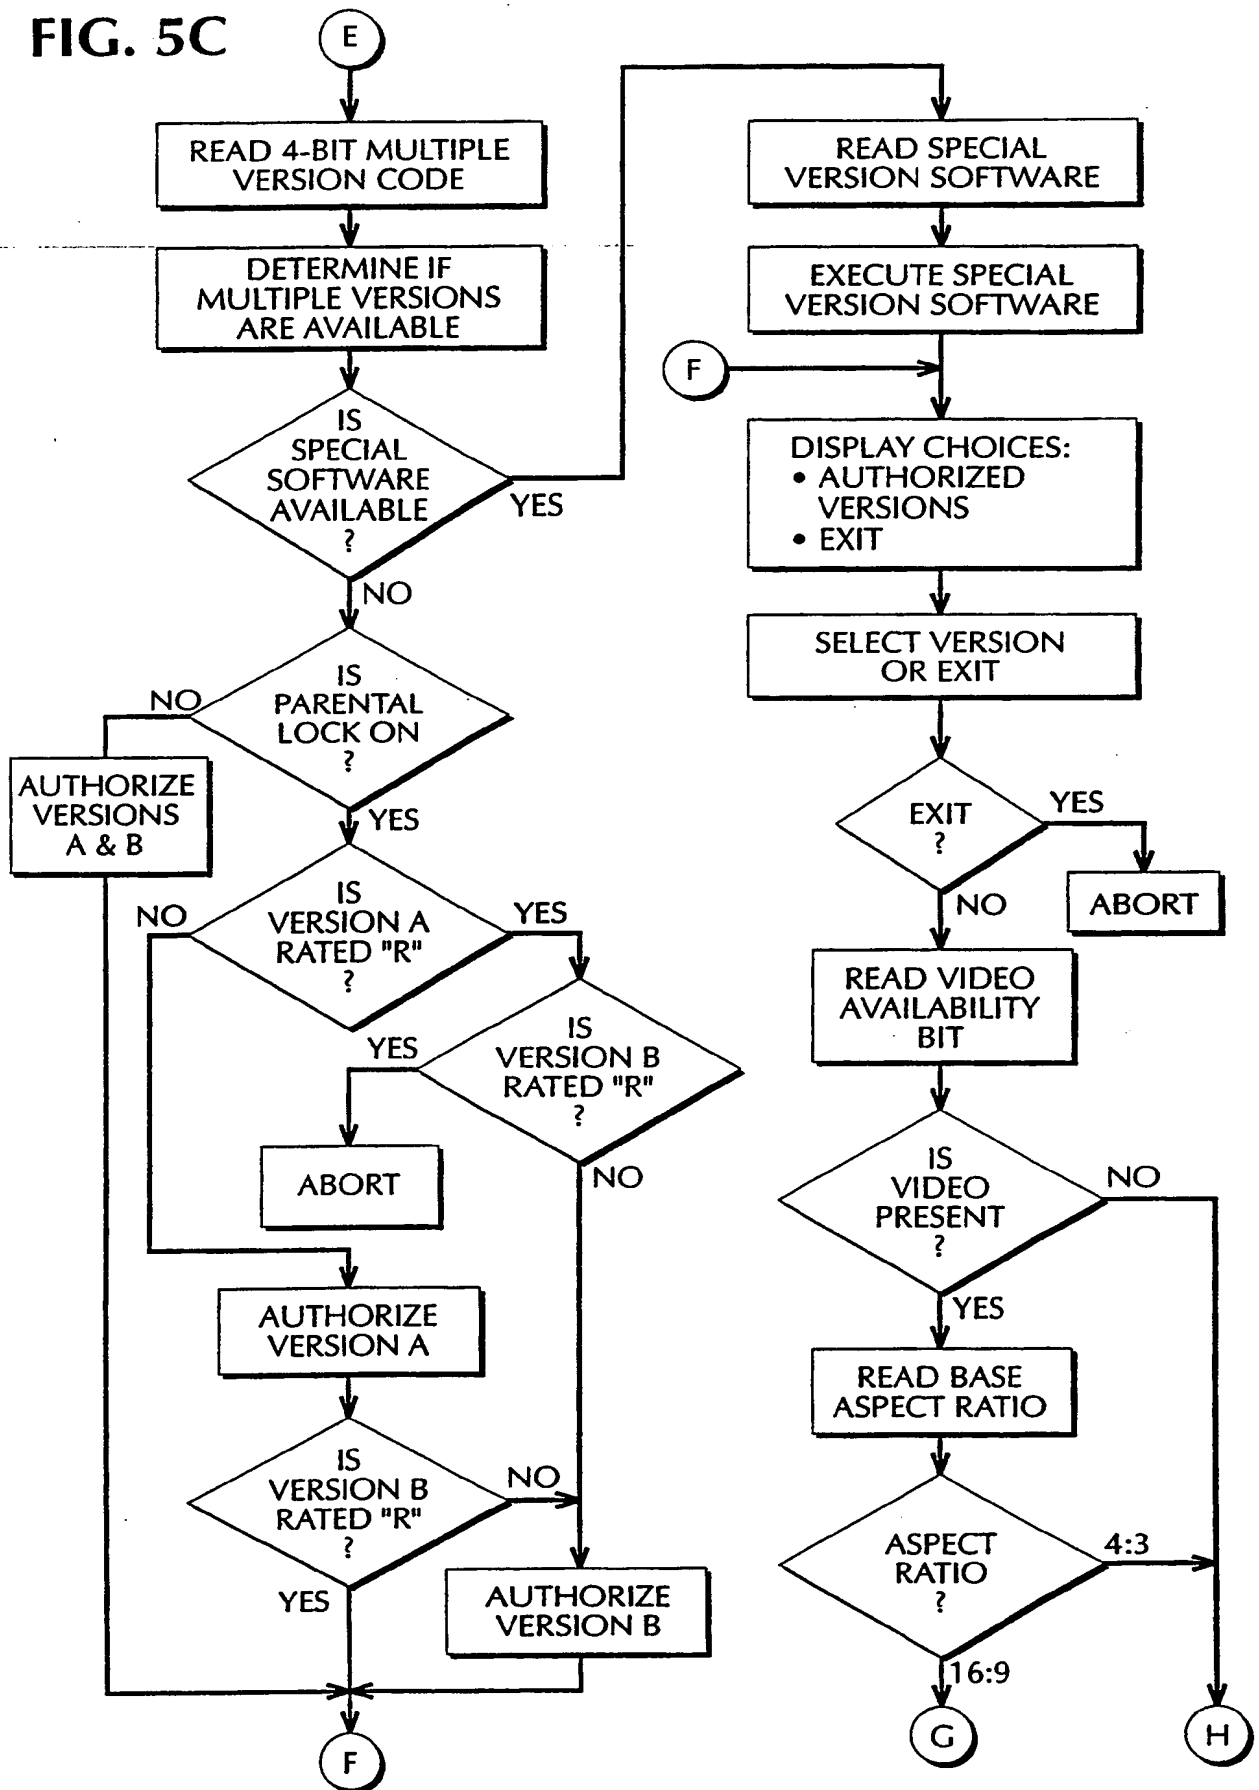 FIG. 5C
E
READ 4-BIT MULTIPLE
VERSION CODE
DETERMINE IF
MULTIPLE VERSIONS
ARE AVAILABLE
IS
SPECIAL
SOFTWARE
AVAILABLE
?
YES
NO
IS
PARENTAL
LOCK ON
?
NO
AUTHORIZE
VERSIONS
A & B
YES
IS
VERSION A
RATED "R"
?
NO
YES
IS
VERSION B
RATED "R"
?
YES
ABORT
NO
AUTHORIZE
VERSION A
IS
VERSION B
RATED "R"
?
NO
YES
AUTHORIZE
VERSION B
F
READ SPECIAL
VERSION SOFTWARE
EXECUTE SPECIAL
VERSION SOFTWARE
F
DISPLAY CHOICES:
• AUTHORIZED
VERSIONS
• EXIT
SELECT VERSION
OR EXIT
EXIT
?
YES
ABORT
NO
READ VIDEO
AVAILABILITY
BIT
IS
VIDEO
PRESENT
?
NO
YES
READ BASE
ASPECT RATIO
ASPECT
RATIO
?
4:3
16:9
G
H